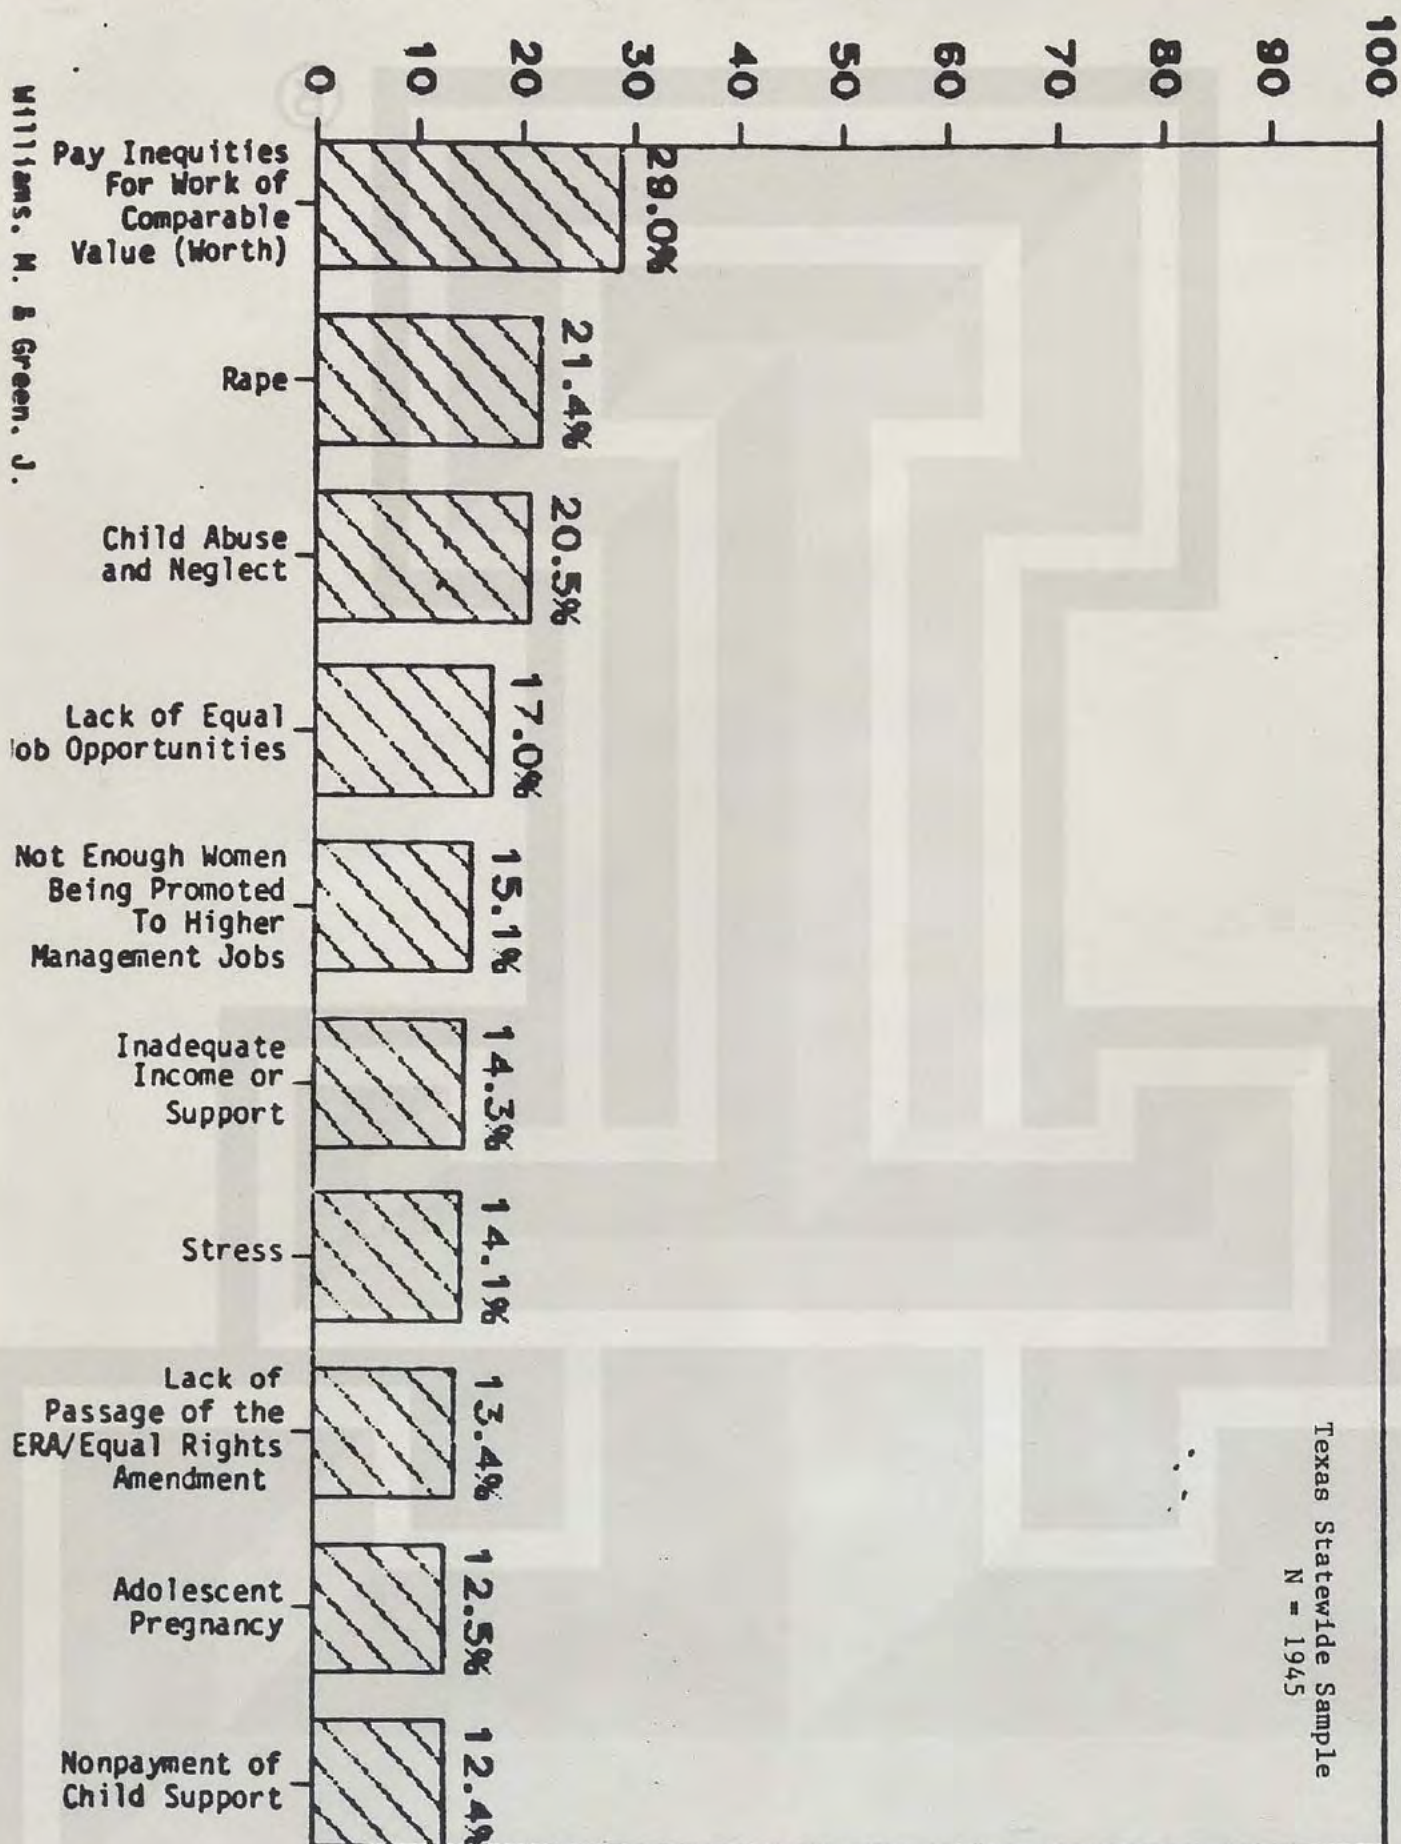 100
90
80
70
60
50
40
30
20
10
0
Texas Statewide Sample
N = 1945
29.0%
21.4%
20.5%
17.0%
15.1%
14.3%
14.1%
13.4%
12.5%
12.4%
Pay Inequities
For Work of
Comparable
Value (Worth)
Rape
Child Abuse
and Neglect
Lack of Equal
ob Opportunities
Not Enough Women
Being Promoted
To Higher
Management Jobs
Inadequate
Income or
Support
Stress
Lack of
Passage of the
ERA/Equal Rights
Amendment
Adolescent
Pregnancy
Nonpayment of
Child Support
Williams. M. & Green. J.